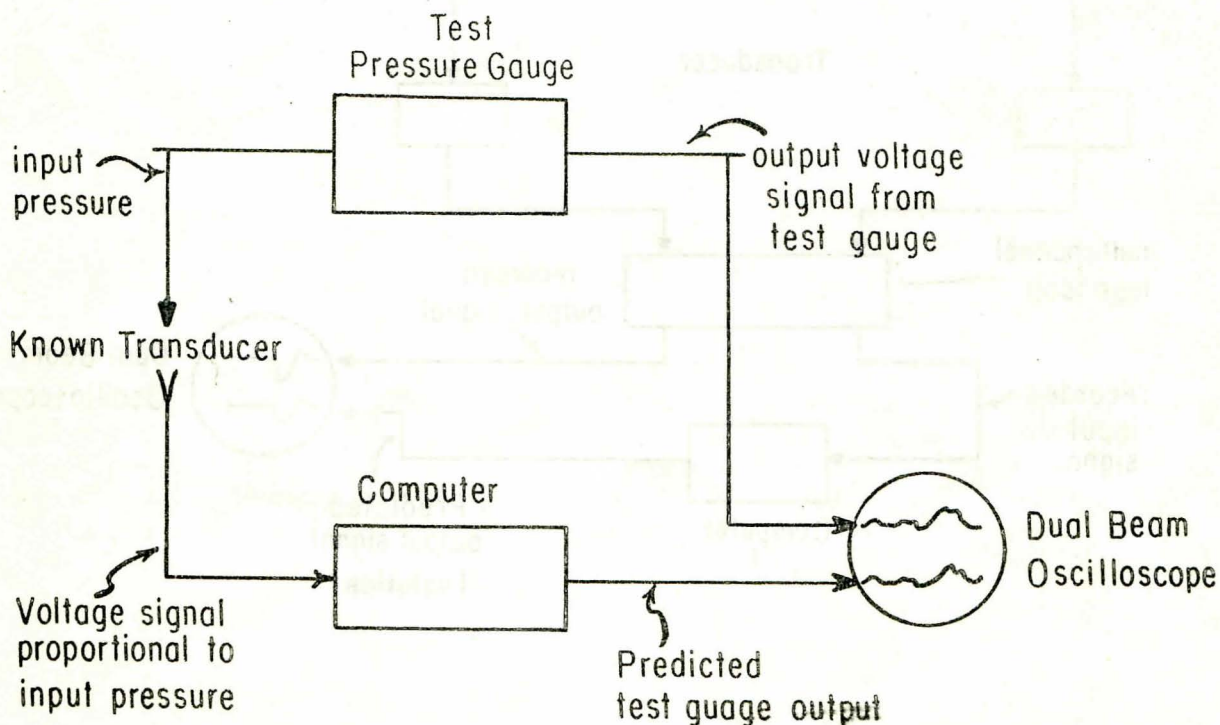 Test
Pressure Gauge
input
pressure
output voltage
signal from
test gauge
Known Transducer
Computer
Dual Beam
Oscilloscope
Voltage signal
proportional to
input pressure
Predicted
test guage output
Transducer